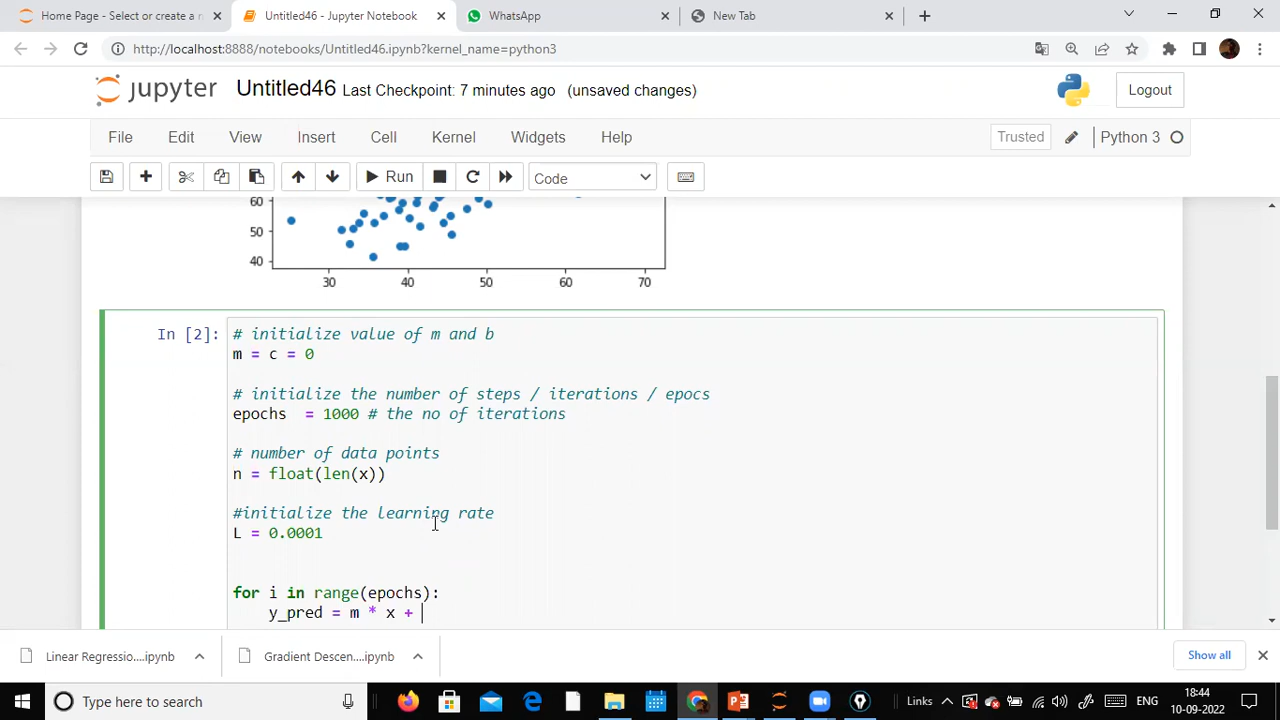 Home Page - Select or create a n
Untitled46 - Jupyter Notebook
WhatsApp
New Tab
http://localhost:8888/notebooks/Untitled46.ipynb?kernel_name=python3
jupyter Untitled46 Last Checkpoint: 7 minutes ago (unsaved changes)
Logout
File Edit View Insert Cell Kernel Widgets Help
Trusted
Python 3
Run
Code
60
50
40
30 40 50 60 70
In [2]:
# initialize value of m and b
m = c = 0
# initialize the number of steps / iterations / epocs
epochs  = 1000 # the no of iterations
# number of data points
n = float(len(x))
#initialize the learning rate
L = 0.0001
for i in range(epochs):
    y_pred = m * x +
Linear Regressio....ipynb
Gradient Descen....ipynb
Show all
Type here to search
Links
ENG
18:44
10-09-2022